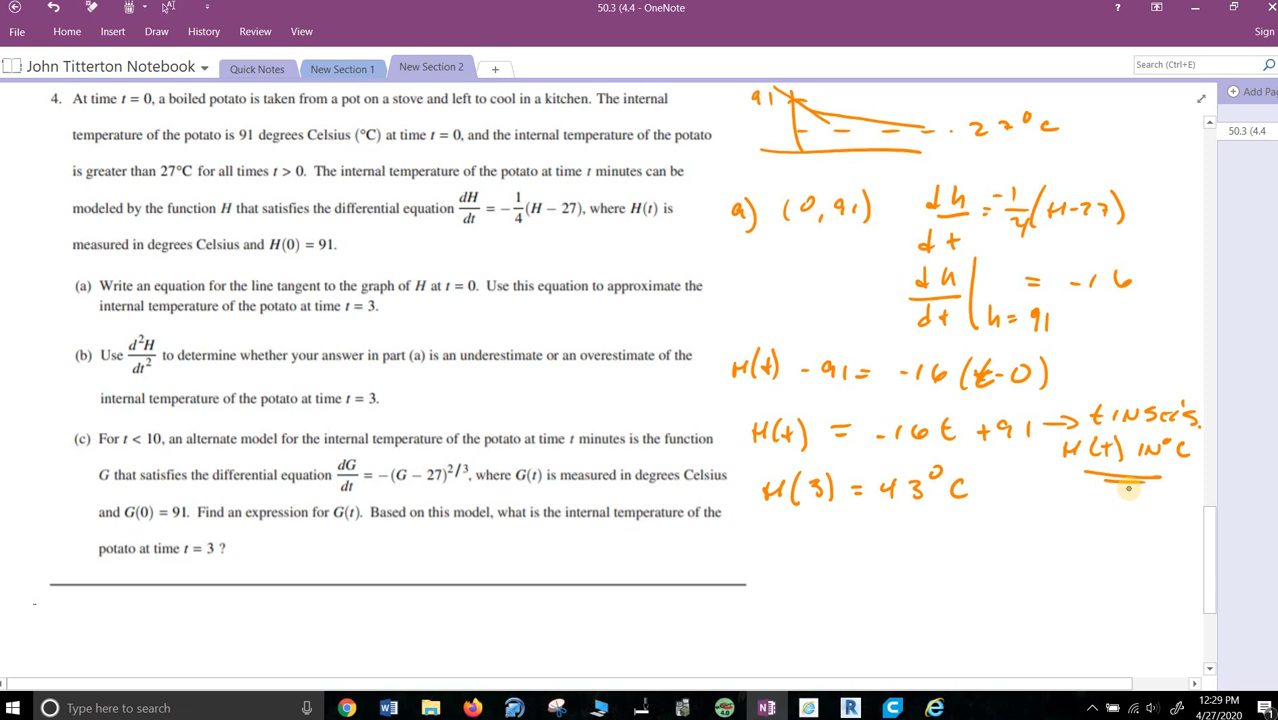 50.3 (4.4 - OneNote
?
File Home Insert Draw History Review View Sign
John Titterton Notebook Quick Notes New Section 1 New Section 2 + Search (Ctrl+E)
Add Pag
50.3 (4.4
4. At time t = 0, a boiled potato is taken from a pot on a stove and left to cool in a kitchen. The internal
temperature of the potato is 91 degrees Celsius (°C) at time t = 0, and the internal temperature of the potato
is greater than 27°C for all times t > 0. The internal temperature of the potato at time t minutes can be
modeled by the function H that satisfies the differential equation dH/dt = -1/4(H - 27), where H(t) is
measured in degrees Celsius and H(0) = 91.
(a) Write an equation for the line tangent to the graph of H at t = 0. Use this equation to approximate the
internal temperature of the potato at time t = 3.
(b) Use d²H/dt² to determine whether your answer in part (a) is an underestimate or an overestimate of the
internal temperature of the potato at time t = 3.
(c) For t < 10, an alternate model for the internal temperature of the potato at time t minutes is the function
G that satisfies the differential equation dG/dt = -(G - 27)^2/3, where G(t) is measured in degrees Celsius
and G(0) = 91. Find an expression for G(t). Based on this model, what is the internal temperature of the
potato at time t = 3 ?
91
27°C
a) (0,91) dh/dt = -1/4(H-27)
dh/dt | h=91 = -16
H(t) - 91 = -16(t-0)
H(t) = -16t + 91 → t IN
H(t) IN °C
H(3) = 43°C
Type here to search
12:29 PM
4/27/2020